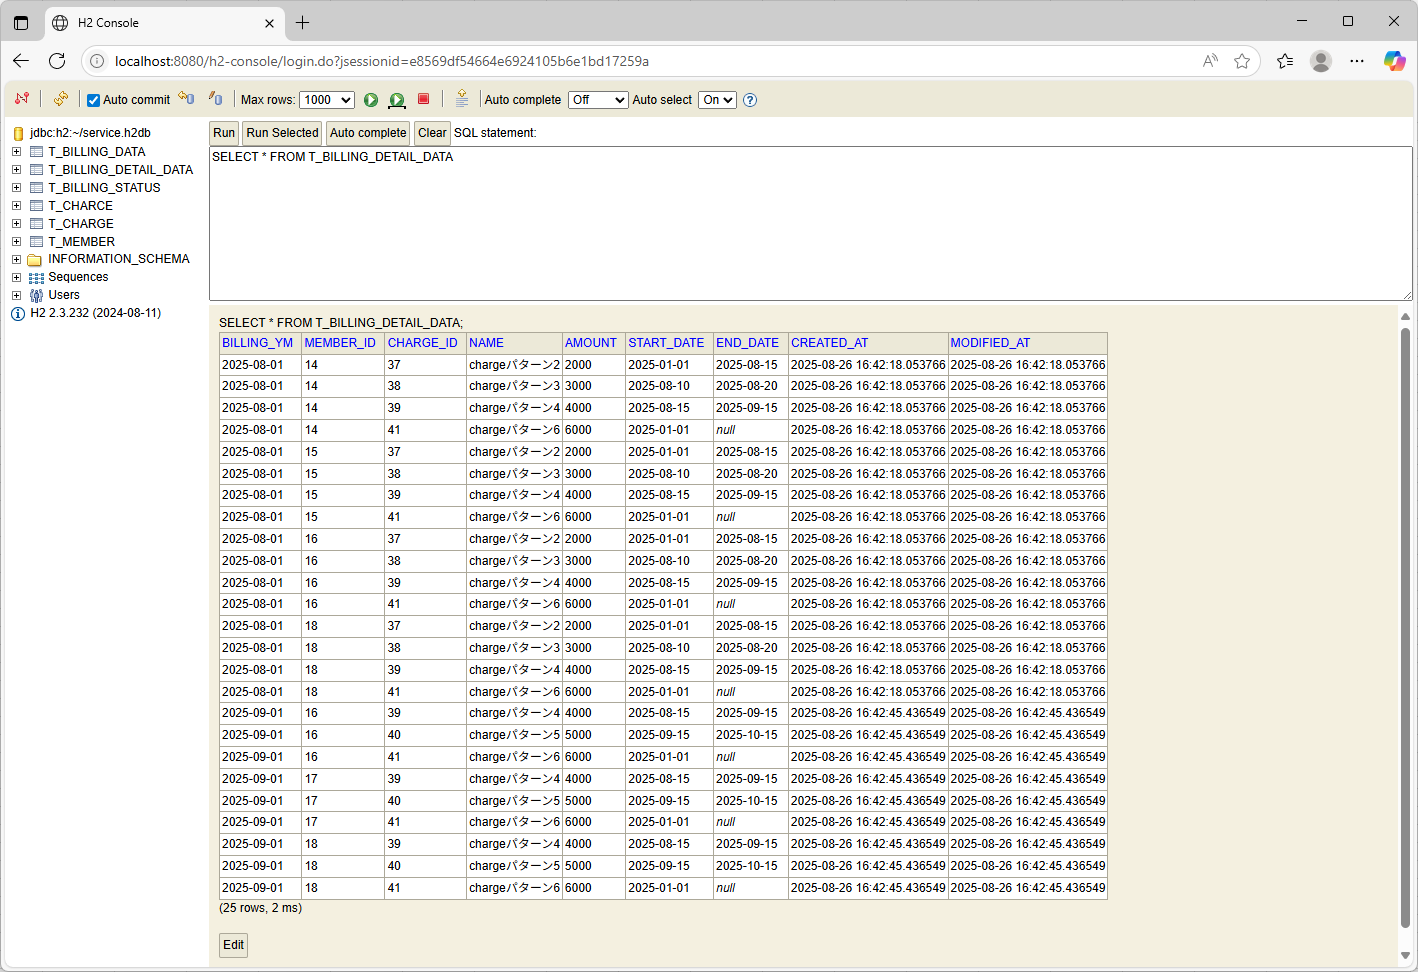 H2 Console
localhost:8080/h2-console/login.do?jsessionid=e8569df54664e6924105b6e1bd17259a
Auto commit Max rows: 1000 Auto complete Off Auto select On
jdbc:h2:~/service.h2db
T_BILLING_DATA
T_BILLING_DETAIL_DATA
T_BILLING_STATUS
T_CHARCE
T_CHARGE
T_MEMBER
INFORMATION_SCHEMA
Sequences
Users
H2 2.3.232 (2024-08-11)
Run Run Selected Auto complete Clear SQL statement:
SELECT * FROM T_BILLING_DETAIL_DATA
SELECT * FROM T_BILLING_DETAIL_DATA;
BILLING_YM MEMBER_ID CHARGE_ID NAME AMOUNT START_DATE END_DATE CREATED_AT MODIFIED_AT
2025-08-01 14 37 chargeパターン2 2000 2025-01-01 2025-08-15 2025-08-26 16:42:18.053766 2025-08-26 16:42:18.053766
2025-08-01 14 38 chargeパターン3 3000 2025-08-10 2025-08-20 2025-08-26 16:42:18.053766 2025-08-26 16:42:18.053766
2025-08-01 14 39 chargeパターン4 4000 2025-08-15 2025-09-15 2025-08-26 16:42:18.053766 2025-08-26 16:42:18.053766
2025-08-01 14 41 chargeパターン6 6000 2025-01-01 null 2025-08-26 16:42:18.053766 2025-08-26 16:42:18.053766
2025-08-01 15 37 chargeパターン2 2000 2025-01-01 2025-08-15 2025-08-26 16:42:18.053766 2025-08-26 16:42:18.053766
2025-08-01 15 38 chargeパターン3 3000 2025-08-10 2025-08-20 2025-08-26 16:42:18.053766 2025-08-26 16:42:18.053766
2025-08-01 15 39 chargeパターン4 4000 2025-08-15 2025-09-15 2025-08-26 16:42:18.053766 2025-08-26 16:42:18.053766
2025-08-01 15 41 chargeパターン6 6000 2025-01-01 null 2025-08-26 16:42:18.053766 2025-08-26 16:42:18.053766
2025-08-01 16 37 chargeパターン2 2000 2025-01-01 2025-08-15 2025-08-26 16:42:18.053766 2025-08-26 16:42:18.053766
2025-08-01 16 38 chargeパターン3 3000 2025-08-10 2025-08-20 2025-08-26 16:42:18.053766 2025-08-26 16:42:18.053766
2025-08-01 16 39 chargeパターン4 4000 2025-08-15 2025-09-15 2025-08-26 16:42:18.053766 2025-08-26 16:42:18.053766
2025-08-01 16 41 chargeパターン6 6000 2025-01-01 null 2025-08-26 16:42:18.053766 2025-08-26 16:42:18.053766
2025-08-01 18 37 chargeパターン2 2000 2025-01-01 2025-08-15 2025-08-26 16:42:18.053766 2025-08-26 16:42:18.053766
2025-08-01 18 38 chargeパターン3 3000 2025-08-10 2025-08-20 2025-08-26 16:42:18.053766 2025-08-26 16:42:18.053766
2025-08-01 18 39 chargeパターン4 4000 2025-08-15 2025-09-15 2025-08-26 16:42:18.053766 2025-08-26 16:42:18.053766
2025-08-01 18 41 chargeパターン6 6000 2025-01-01 null 2025-08-26 16:42:18.053766 2025-08-26 16:42:18.053766
2025-09-01 16 39 chargeパターン4 4000 2025-08-15 2025-09-15 2025-08-26 16:42:45.436549 2025-08-26 16:42:45.436549
2025-09-01 16 40 chargeパターン5 5000 2025-09-15 2025-10-15 2025-08-26 16:42:45.436549 2025-08-26 16:42:45.436549
2025-09-01 16 41 chargeパターン6 6000 2025-01-01 null 2025-08-26 16:42:45.436549 2025-08-26 16:42:45.436549
2025-09-01 17 39 chargeパターン4 4000 2025-08-15 2025-09-15 2025-08-26 16:42:45.436549 2025-08-26 16:42:45.436549
2025-09-01 17 40 chargeパターン5 5000 2025-09-15 2025-10-15 2025-08-26 16:42:45.436549 2025-08-26 16:42:45.436549
2025-09-01 17 41 chargeパターン6 6000 2025-01-01 null 2025-08-26 16:42:45.436549 2025-08-26 16:42:45.436549
2025-09-01 18 39 chargeパターン4 4000 2025-08-15 2025-09-15 2025-08-26 16:42:45.436549 2025-08-26 16:42:45.436549
2025-09-01 18 40 chargeパターン5 5000 2025-09-15 2025-10-15 2025-08-26 16:42:45.436549 2025-08-26 16:42:45.436549
2025-09-01 18 41 chargeパターン6 6000 2025-01-01 null 2025-08-26 16:42:45.436549 2025-08-26 16:42:45.436549
(25 rows, 2 ms)
Edit